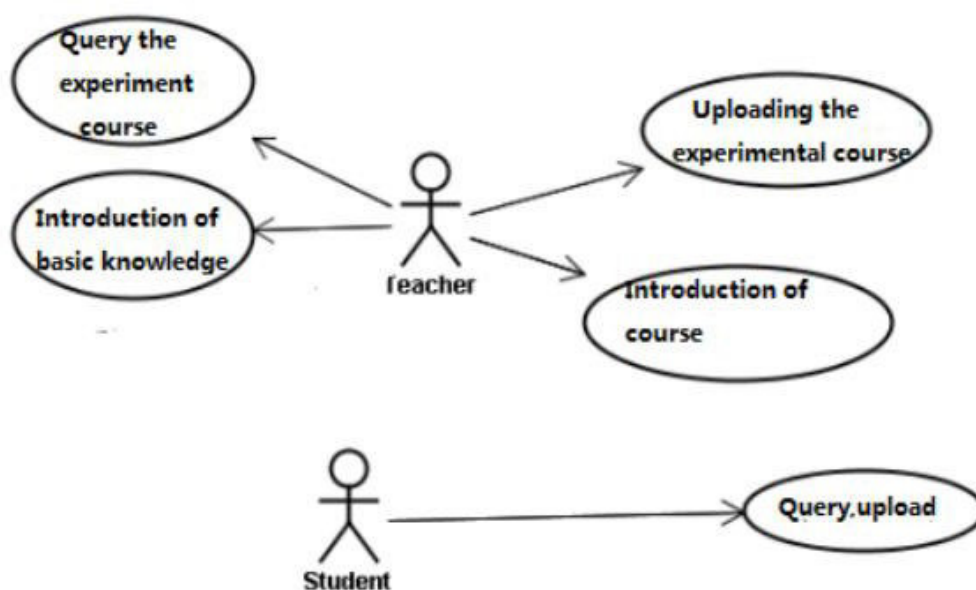 Query the
experiment
course
Uploading the
experimental course
Introduction of
basic knowledge
Teacher
Introduction of
course
Query,upload
Student